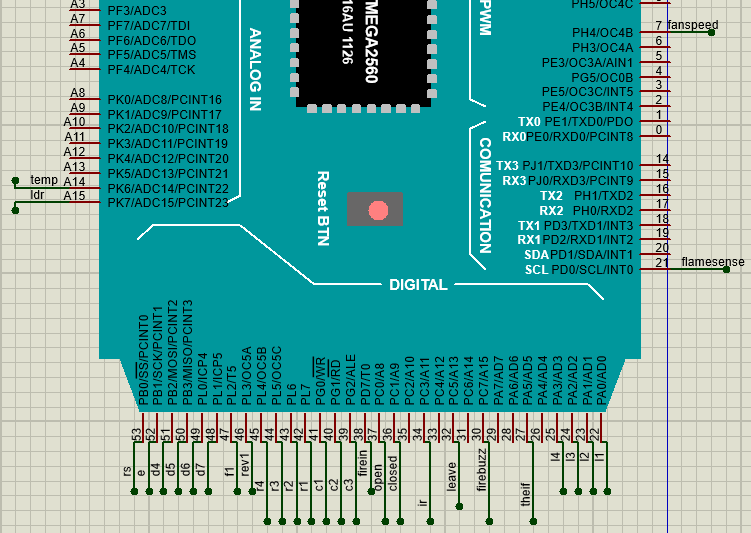 A3 PF3/ADC3
A7 PF7/ADC7/TDI
A6 PF6/ADC6/TDO
A5 PF5/ADC5/TMS
A4 PF4/ADC4/TCK
A8 PK0/ADC8/PCINT16
A9 PK1/ADC9/PCINT17
A10 PK2/ADC10/PCINT18
A11 PK3/ADC11/PCINT19
A12 PK4/ADC12/PCINT20
A13 PK5/ADC13/PCINT21
temp A14 PK6/ADC14/PCINT22
ldr A15 PK7/ADC15/PCINT23
ANALOG IN
MEGA2560
16AU 1126
PWM
PH5/OC4C
PH4/OC4B 7 fanspeed
PH3/OC4A 6
PE3/OC3A/AIN1 5
PG5/OC0B 4
PE5/OC3C/INT5 3
PE4/OC3B/INT4 2
TX0 PE1/TXD0/PDO 1
RX0 PE0/RXD0/PCINT8 0
COMUNICATION
TX3 PJ1/TXD3/PCINT10 14
RX3 PJ0/RXD3/PCINT9 15
TX2 PH1/TXD2 16
RX2 PH0/RXD2 17
TX1 PD3/TXD1/INT3 18
RX1 PD2/RXD1/INT2 19
SDA PD1/SDA/INT1 20
SCL PD0/SCL/INT0 21 flamesense
Reset BTN
DIGITAL
PB0/SS/PCINT0 53 rs
PB1/SCK/PCINT1 52 e
PB2/MOSI/PCINT2 51 d4
PB3/MISO/PCINT3 50 d5
PL0/ICP4 49 d6
PL1/ICP5 48 d7
PL2/T5 47
PL3/OC5A 46 f1
PL4/OC5B 45 rev1
PL5/OC5C 44 r4
PL6 43 r3
PL7 42 r2
PG0/WR 41 r1
PG1/RD 40 c1
PG2/ALE 39 c2
PD7/T0 38 c3
PC0/A8 37 firein
PC1/A9 36 open
PC2/A10 35 closed
PC3/A11 34
PC4/A12 33 ir
PC5/A13 32
PC6/A14 31 leave
PC7/A15 30
PA7/AD7 29 firebuzz
PA6/AD6 28
PA5/AD5 27
PA4/AD4 26 theif
PA3/AD3 25
PA2/AD2 24 l4
PA1/AD1 23 l3
PA0/AD0 22 l2
l1